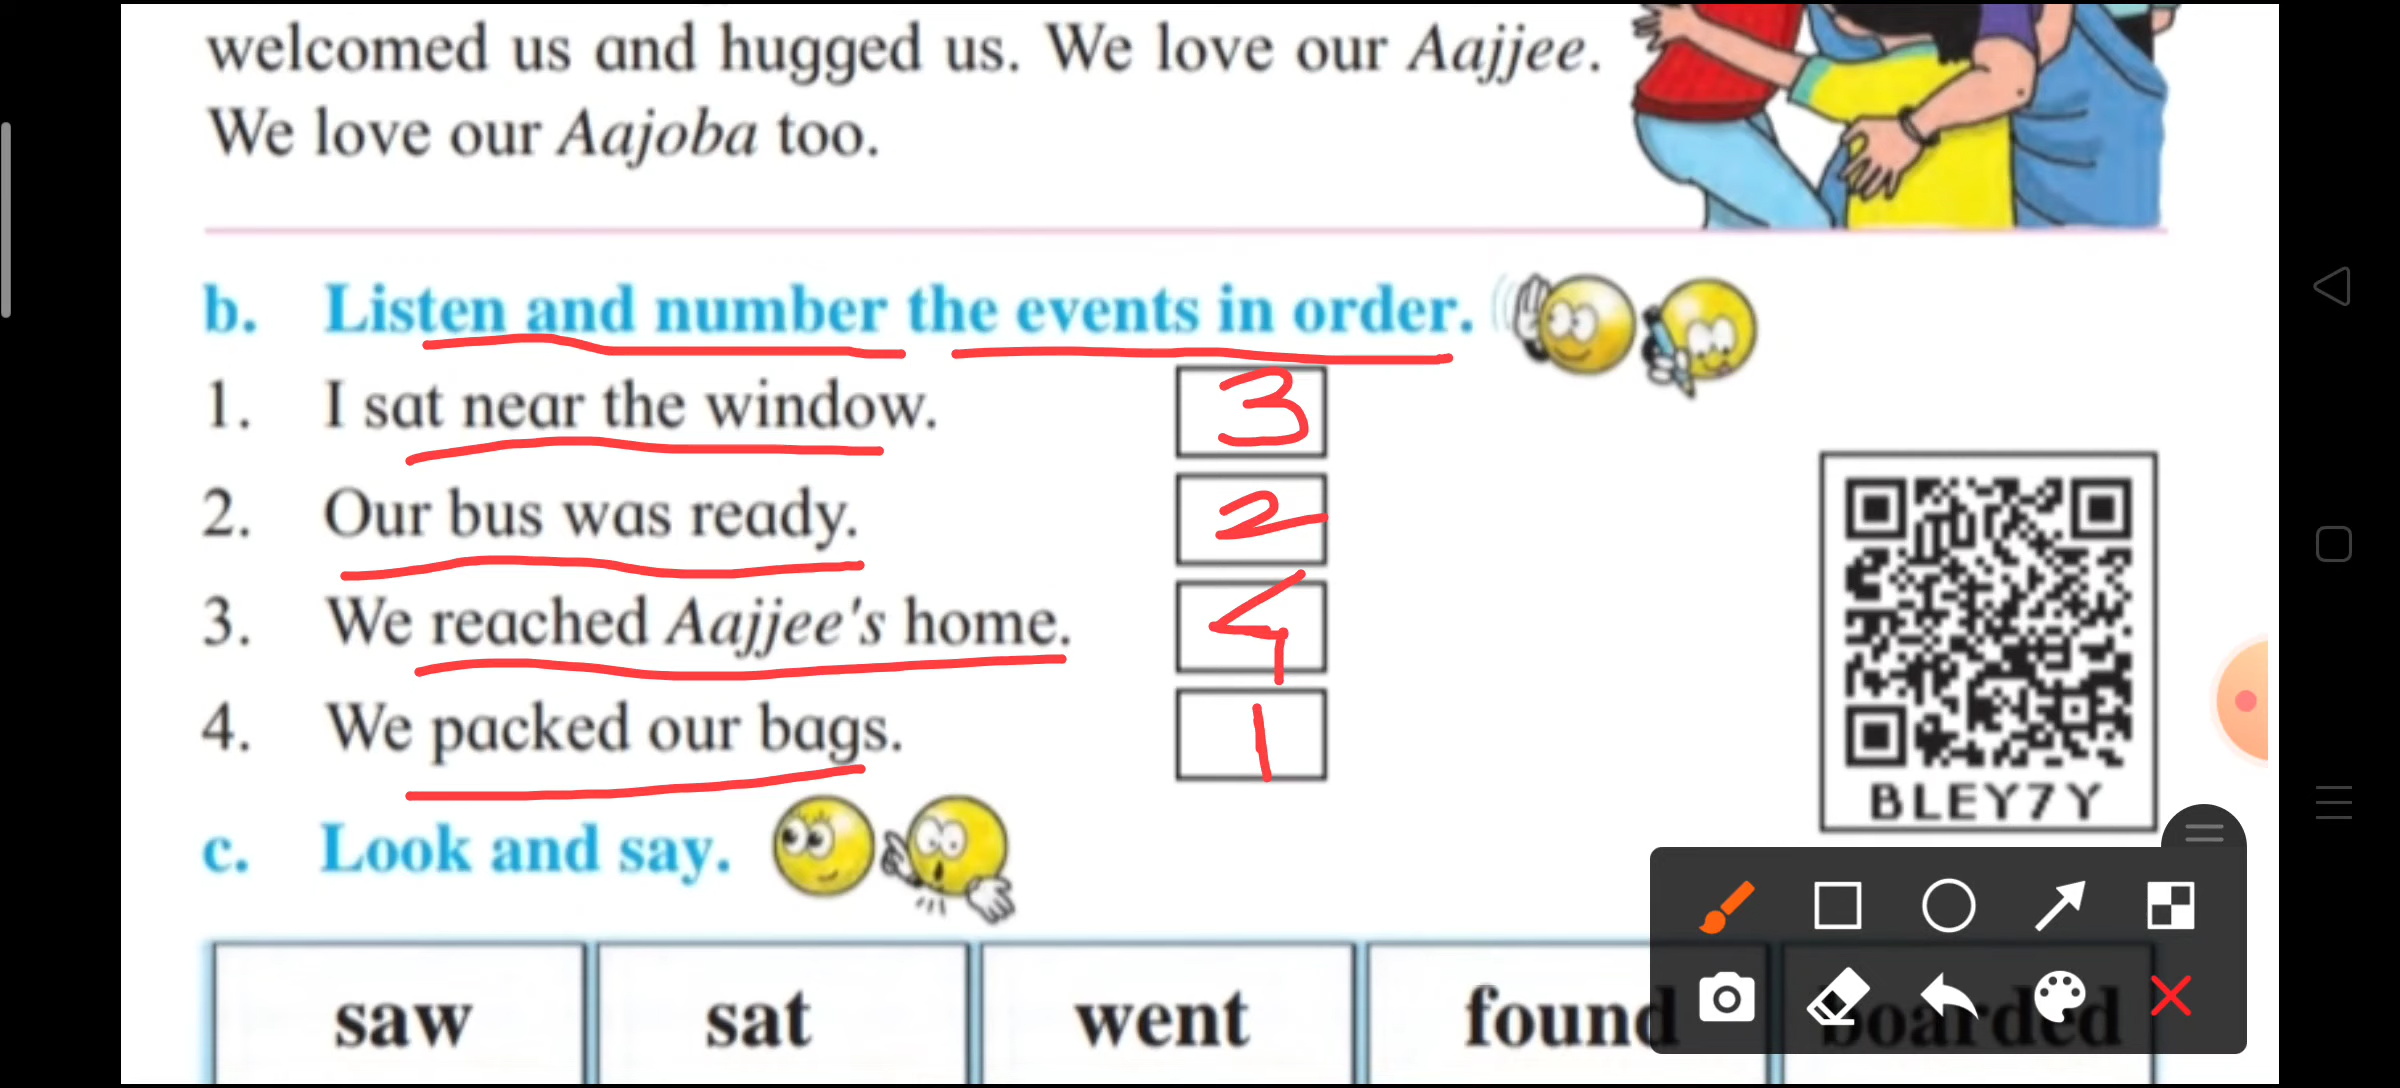 welcomed us and hugged us. We love our Aajjee.
We love our Aajoba too.
b. Listen and number the events in order.
1. I sat near the window. 3
2. Our bus was ready. 2
3. We reached Aajjee's home. 4
4. We packed our bags. 1
BLEY7Y
c. Look and say.
saw sat went found boarded